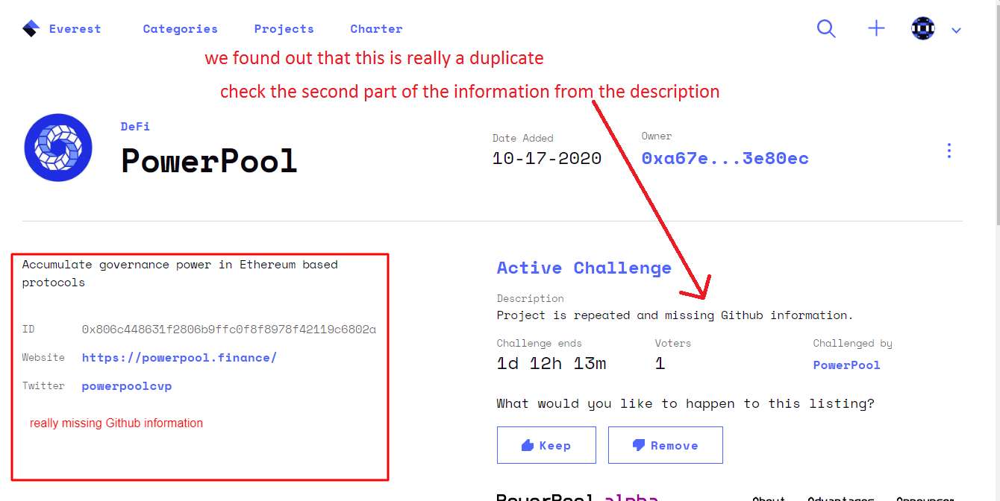 Everest Categories Projects Charter
we found out that this is really a duplicate
check the second part of the information from the description
DeFi
PowerPool
Date Added
10-17-2020
Owner
0xa67e...3e80ec
Accumulate governance power in Ethereum based
protocols
ID 0x806c448631f2806b9ffc0f8f8978f42119c6802a
Website https://powerpool.finance/
Twitter powerpoolcvp
really missing Github information
Active Challenge
Description
Project is repeated and missing Github information.
Challenge ends Voters Challenged by
1d 12h 13m 1 PowerPool
What would you like to happen to this listing?
Keep Remove
PowerPool alpha About Advantages